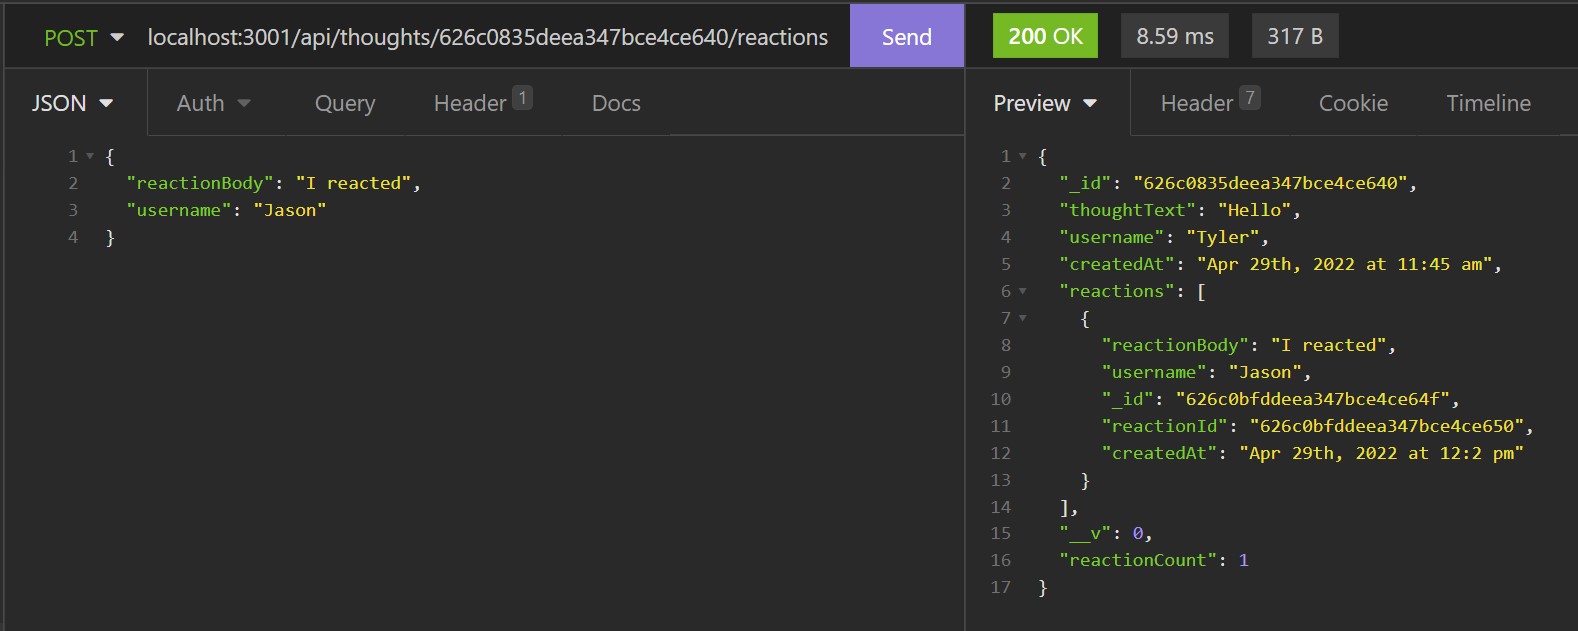 POST localhost:3001/api/thoughts/626c0835deea347bce4ce640/reactions Send 200 OK 8.59 ms 317 B
JSON Auth Query Header 1 Docs
1 {
2 "reactionBody": "I reacted",
3 "username": "Jason"
4 }
Preview Header 7 Cookie Timeline
1 {
2 "_id": "626c0835deea347bce4ce640",
3 "thoughtText": "Hello",
4 "username": "Tyler",
5 "createdAt": "Apr 29th, 2022 at 11:45 am",
6 "reactions": [
7 {
8 "reactionBody": "I reacted",
9 "username": "Jason",
10 "_id": "626c0bfddeea347bce4ce64f",
11 "reactionId": "626c0bfddeea347bce4ce650",
12 "createdAt": "Apr 29th, 2022 at 12:2 pm"
13 }
14 ],
15 "__v": 0,
16 "reactionCount": 1
17 }